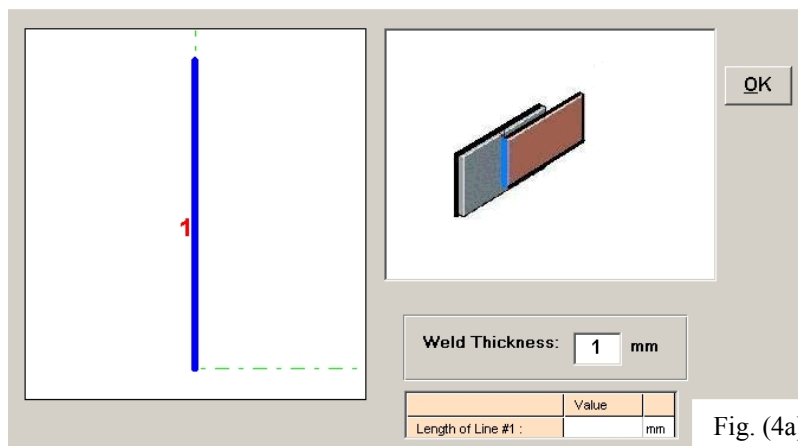 1
OK
Weld Thickness: 1 mm
Value
Length of Line #1 : mm
Fig. (4a)